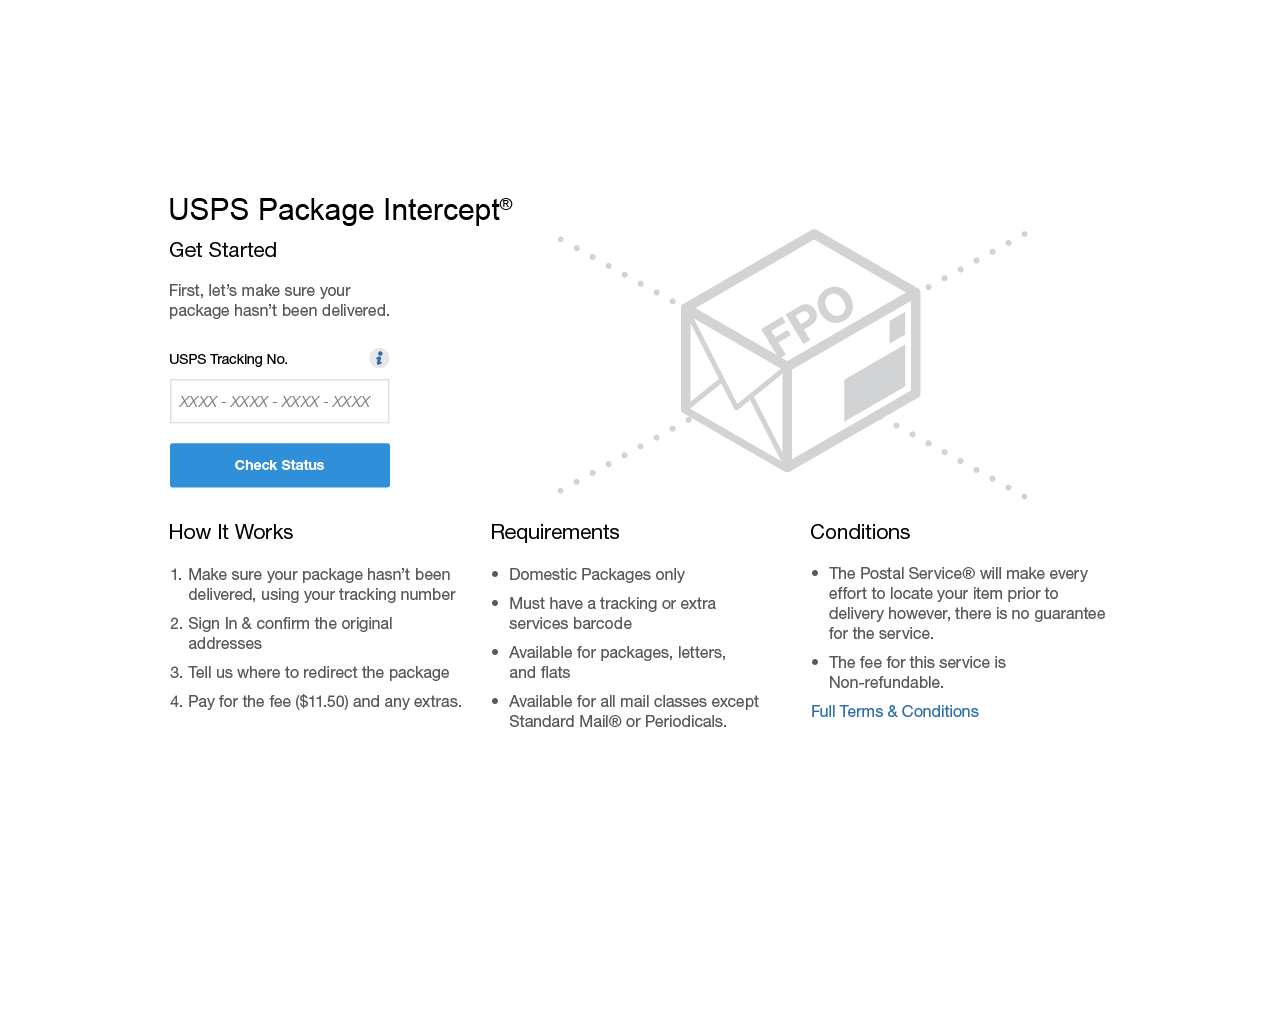 USPS Package Intercept®
Get Started
First, let's make sure your
package hasn't been delivered.
USPS Tracking No.
i
XXXX - XXXX - XXXX - XXXX
Check Status
FPO
How It Works
1. Make sure your package hasn't been
delivered, using your tracking number
2. Sign In & confirm the original
addresses
3. Tell us where to redirect the package
4. Pay for the fee ($11.50) and any extras.
Requirements
• Domestic Packages only
• Must have a tracking or extra
services barcode
• Available for packages, letters,
and flats
• Available for all mail classes except
Standard Mail® or Periodicals.
Conditions
• The Postal Service® will make every
effort to locate your item prior to
delivery however, there is no guarantee
for the service.
• The fee for this service is
Non-refundable.
Full Terms & Conditions